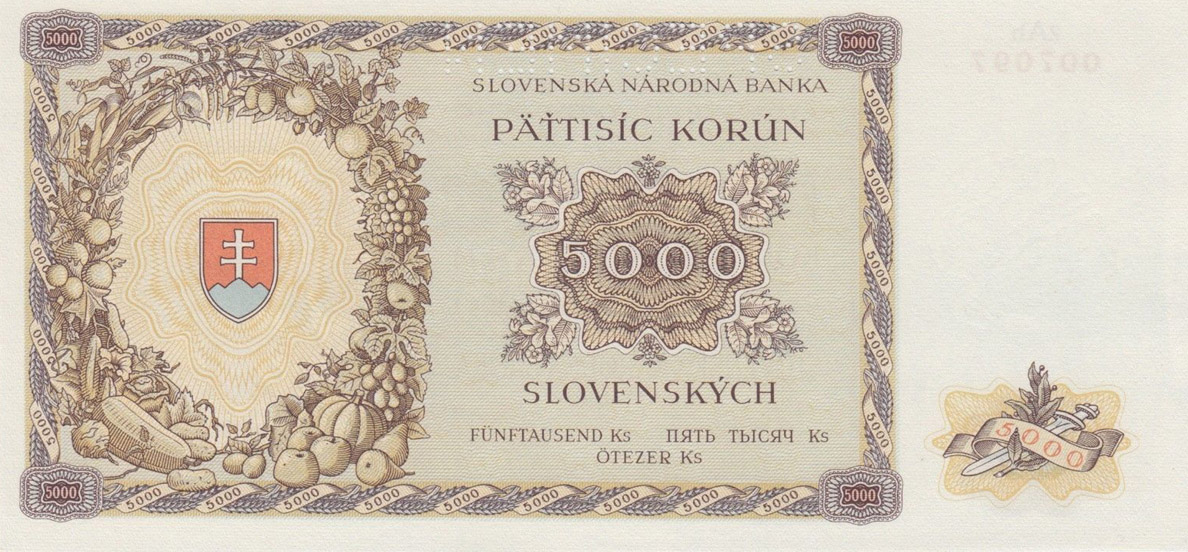 5000 5000
SLOVENSKÁ NÁRODNÁ BANKA
PÄŤTISÍC KORÚN
5000
SLOVENSKÝCH
FÜNFTAUSEND Ks ПЯТЬ ТЫСЯЧ Ks
ÖTEZER Ks
5000
5000 5000